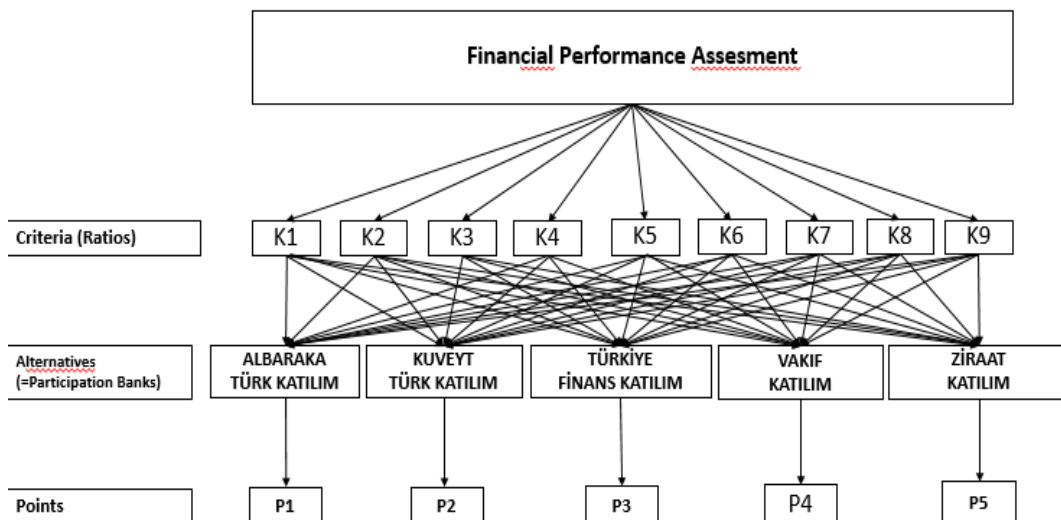 Financial Performance Assesment
Criteria (Ratios)
K1
K2
K3
K4
K5
K6
K7
K8
K9
Alternatives
(=Participation Banks)
ALBARAKA
TÜRK KATILIM
KUVEYT
TÜRK KATILIM
TÜRKİYE
FİNANS KATILIM
VAKIF
KATILIM
ZİRAAT
KATILIM
Points
P1
P2
P3
P4
P5